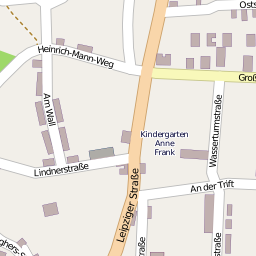 Osts
Heinrich-Mann-Weg
Groß
Am Wall
Kindergarten
Anne
Frank
Wasserturmstraße
Lindnerstraße
An der Trift
Leipziger Straße
ghers-S
straße
straße